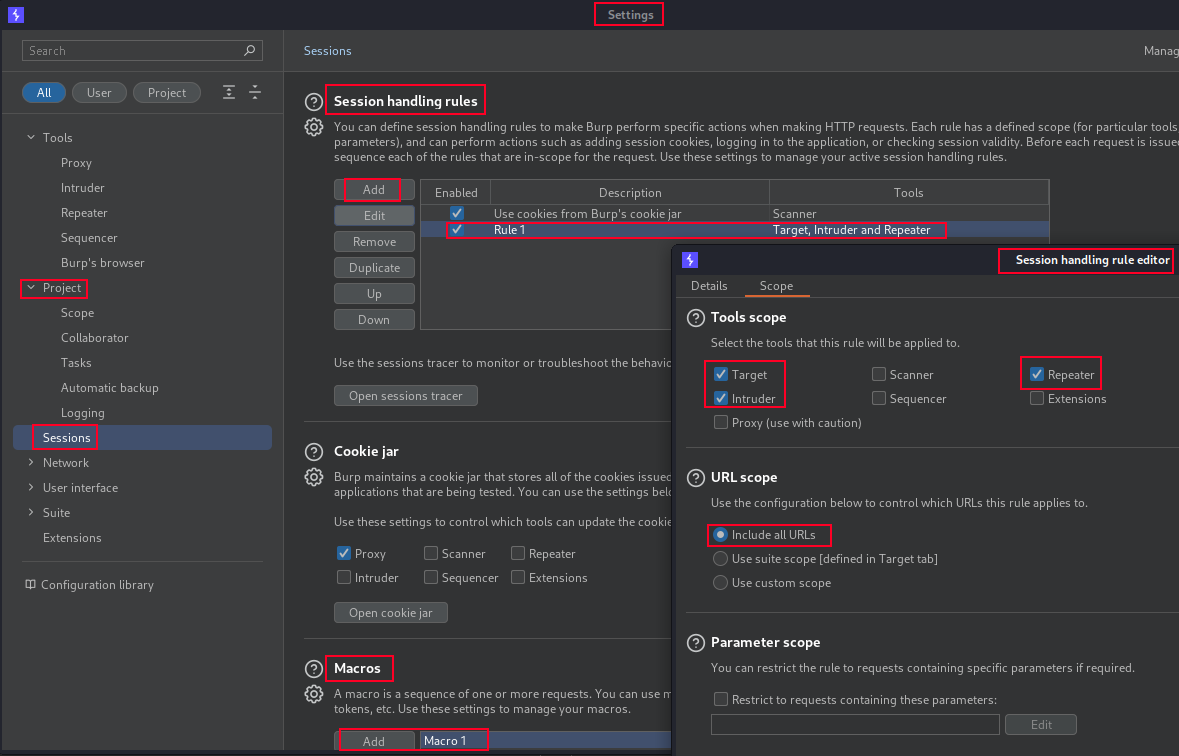 Settings
Search
All
User
Project
Tools
Proxy
Intruder
Repeater
Sequencer
Burp's browser
Project
Scope
Collaborator
Tasks
Automatic backup
Logging
Sessions
Network
User interface
Suite
Extensions
Configuration library
Sessions
Manag
Session handling rules
You can define session handling rules to make Burp perform specific actions when making HTTP requests. Each rule has a defined scope (for particular tools
parameters), and can perform actions such as adding session cookies, logging in to the application, or checking session validity. Before each request is issue
sequence each of the rules that are in-scope for the request. Use these settings to manage your active session handling rules.
Add
Edit
Remove
Duplicate
Up
Down
Enabled Description Tools
Use cookies from Burp's cookie jar Scanner
Rule 1 Target, Intruder and Repeater
Use the sessions tracer to monitor or troubleshoot the behavio
Open sessions tracer
Cookie jar
Burp maintains a cookie jar that stores all of the cookies issued
applications that are being tested. You can use the settings belo
Use these settings to control which tools can update the cookie
Proxy Scanner Repeater
Intruder Sequencer Extensions
Open cookie jar
Macros
A macro is a sequence of one or more requests. You can use m
tokens, etc. Use these settings to manage your macros.
Add Macro 1
Session handling rule editor
Details Scope
Tools scope
Select the tools that this rule will be applied to.
Target Scanner Repeater
Intruder Sequencer Extensions
Proxy (use with caution)
URL scope
Use the configuration below to control which URLs this rule applies to.
Include all URLs
Use suite scope [defined in Target tab]
Use custom scope
Parameter scope
You can restrict the rule to requests containing specific parameters if required.
Restrict to requests containing these parameters:
Edit